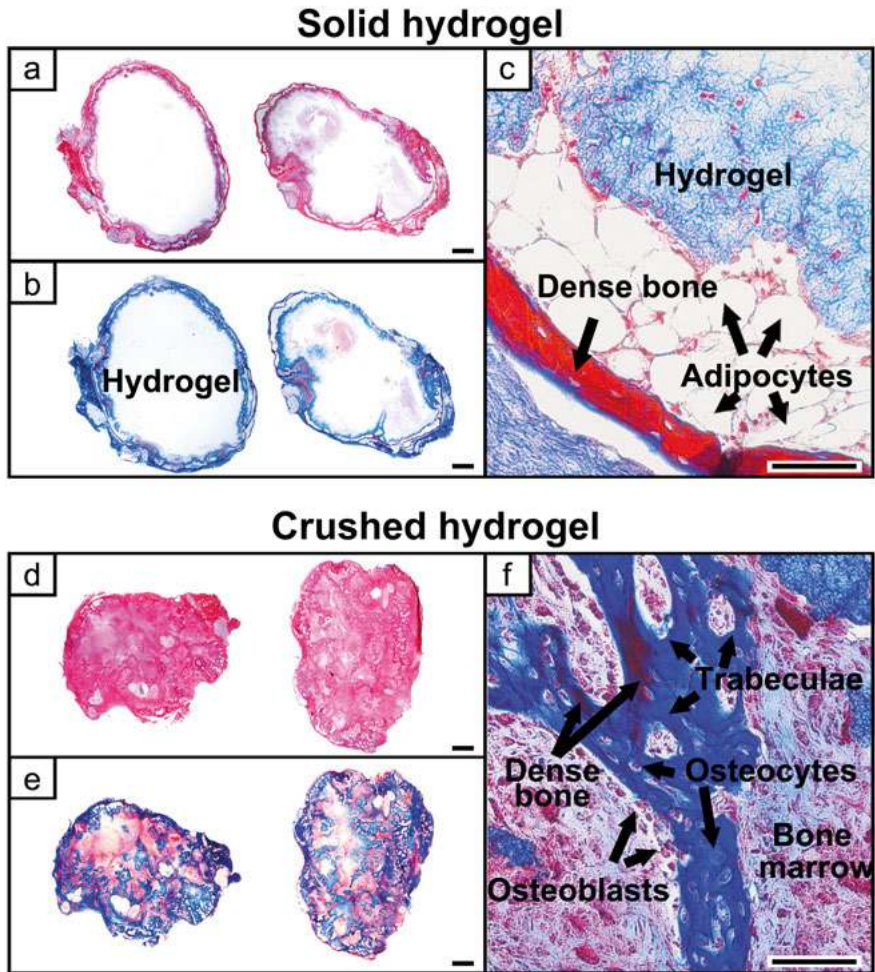 Solid hydrogel
a
b
Hydrogel
c
Hydrogel
Dense bone
Adipocytes
Crushed hydrogel
d
e
f
Trabeculae
Dense
bone
Osteocytes
Osteoblasts
Bone
marrow